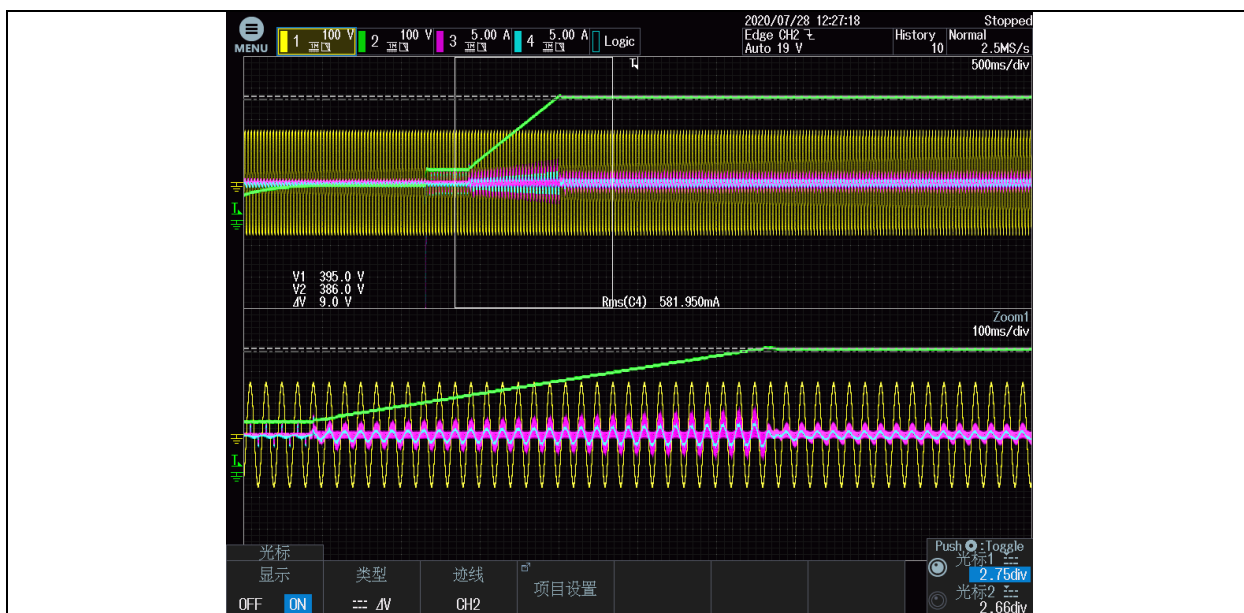 2020/07/28 12:27:18 Stopped
MENU 1 100 V 2 100 V 3 5.00 A 4 5.00 A Logic Edge CH2 History Normal
Auto 19 V 10 2.5MS/s
500ms/div
T
T
V1 395.0 V
V2 386.0 V
ΔV 9.0 V Rms(C4) 581.950mA
Zoom1
100ms/div
T
光标 Push :Toggle
显示 类型 迹线 项目设置 光标1
2.75div
OFF ON ΔV CH2 光标2
2.66div